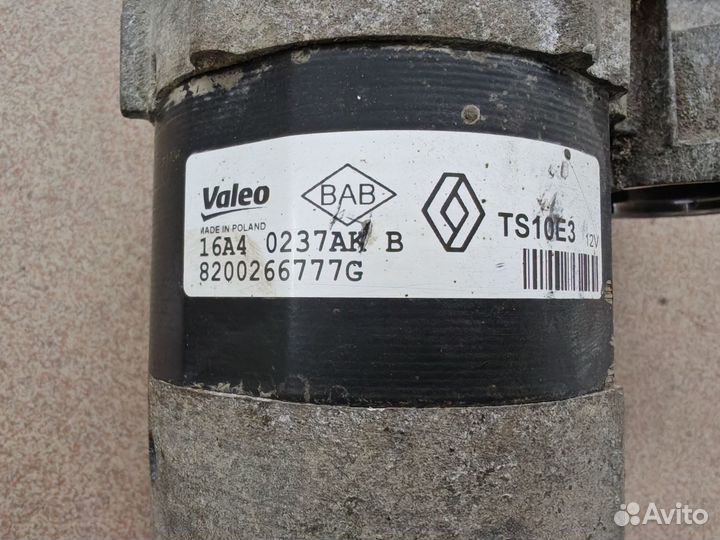 Valeo
MADE IN POLAND
BAB
TS10E3
12V
16A4 0237AK B
8200266777G
Avito